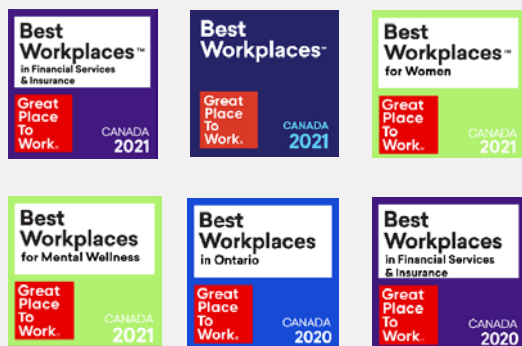 Best
Workplaces™
in Financial Services
& Insurance
Great
Place
To
Work®
CANADA
2021
Best
Workplaces™
Great
Place
To
Work®
CANADA
2021
Best
Workplaces™
for Women
Great
Place
To
Work®
CANADA
2021
Best
Workplaces
for Mental Wellness
Great
Place
To
Work®
CANADA
2021
Best
Workplaces
in Ontario
Great
Place
To
Work®
CANADA
2020
Best
Workplaces
in Financial Services
& Insurance
Great
Place
To
Work®
CANADA
2020